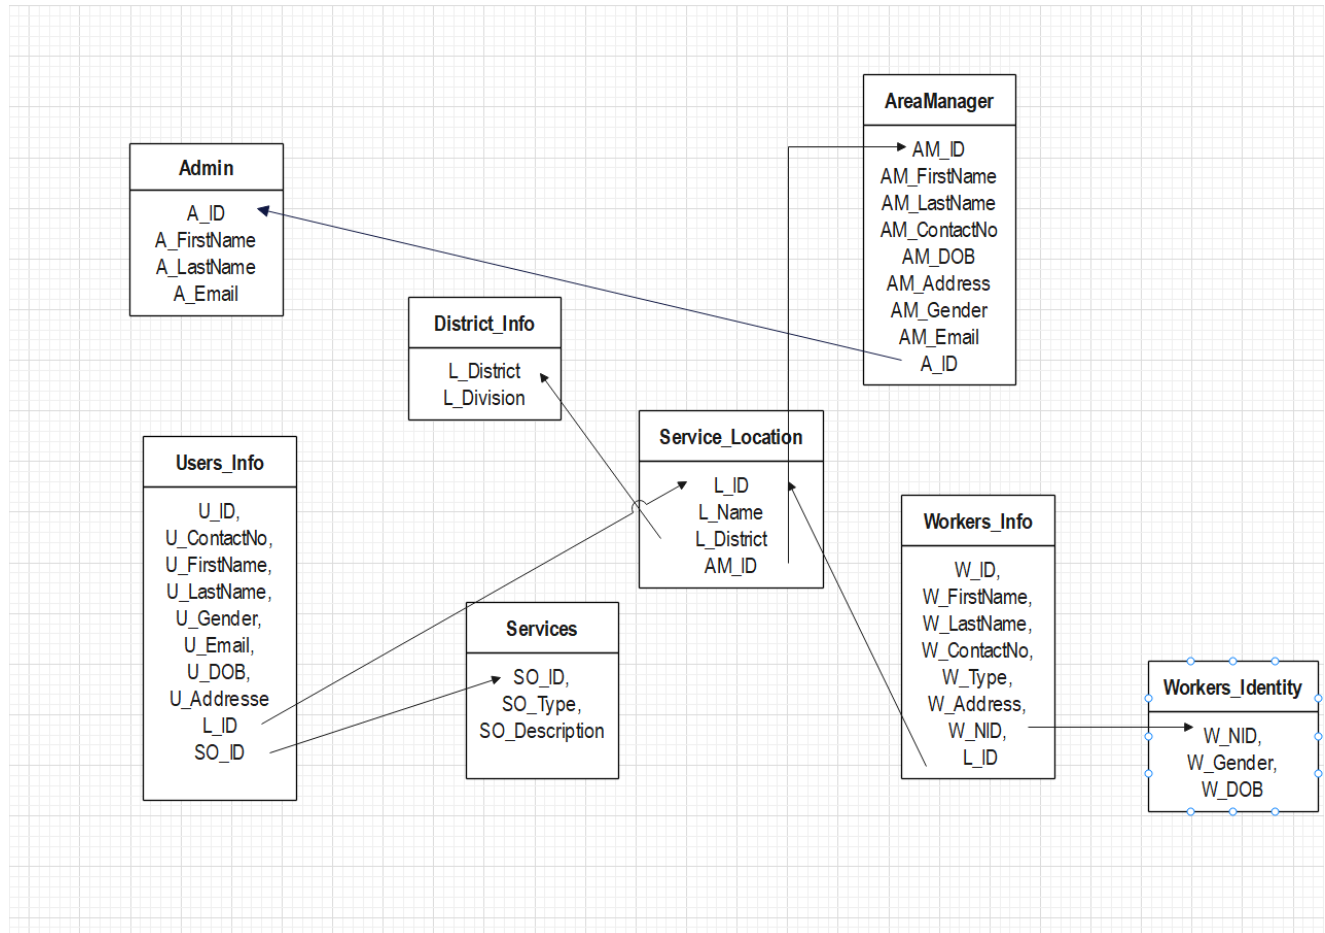 AreaManager
AM_ID
AM_FirstName
AM_LastName
AM_ContactNo
AM_DOB
AM_Address
AM_Gender
AM_Email
A_ID
Admin
A_ID
A_FirstName
A_LastName
A_Email
District_Info
L_District
L_Division
Service_Location
L_ID
L_Name
L_District
AM_ID
Users_Info
U_ID,
U_ContactNo,
U_FirstName,
U_LastName,
U_Gender,
U_Email,
U_DOB,
U_Addresse
L_ID
SO_ID
Services
SO_ID,
SO_Type,
SO_Description
Workers_Info
W_ID,
W_FirstName,
W_LastName,
W_ContactNo,
W_Type,
W_Address,
W_NID,
L_ID
Workers_Identity
W_NID,
W_Gender,
W_DOB